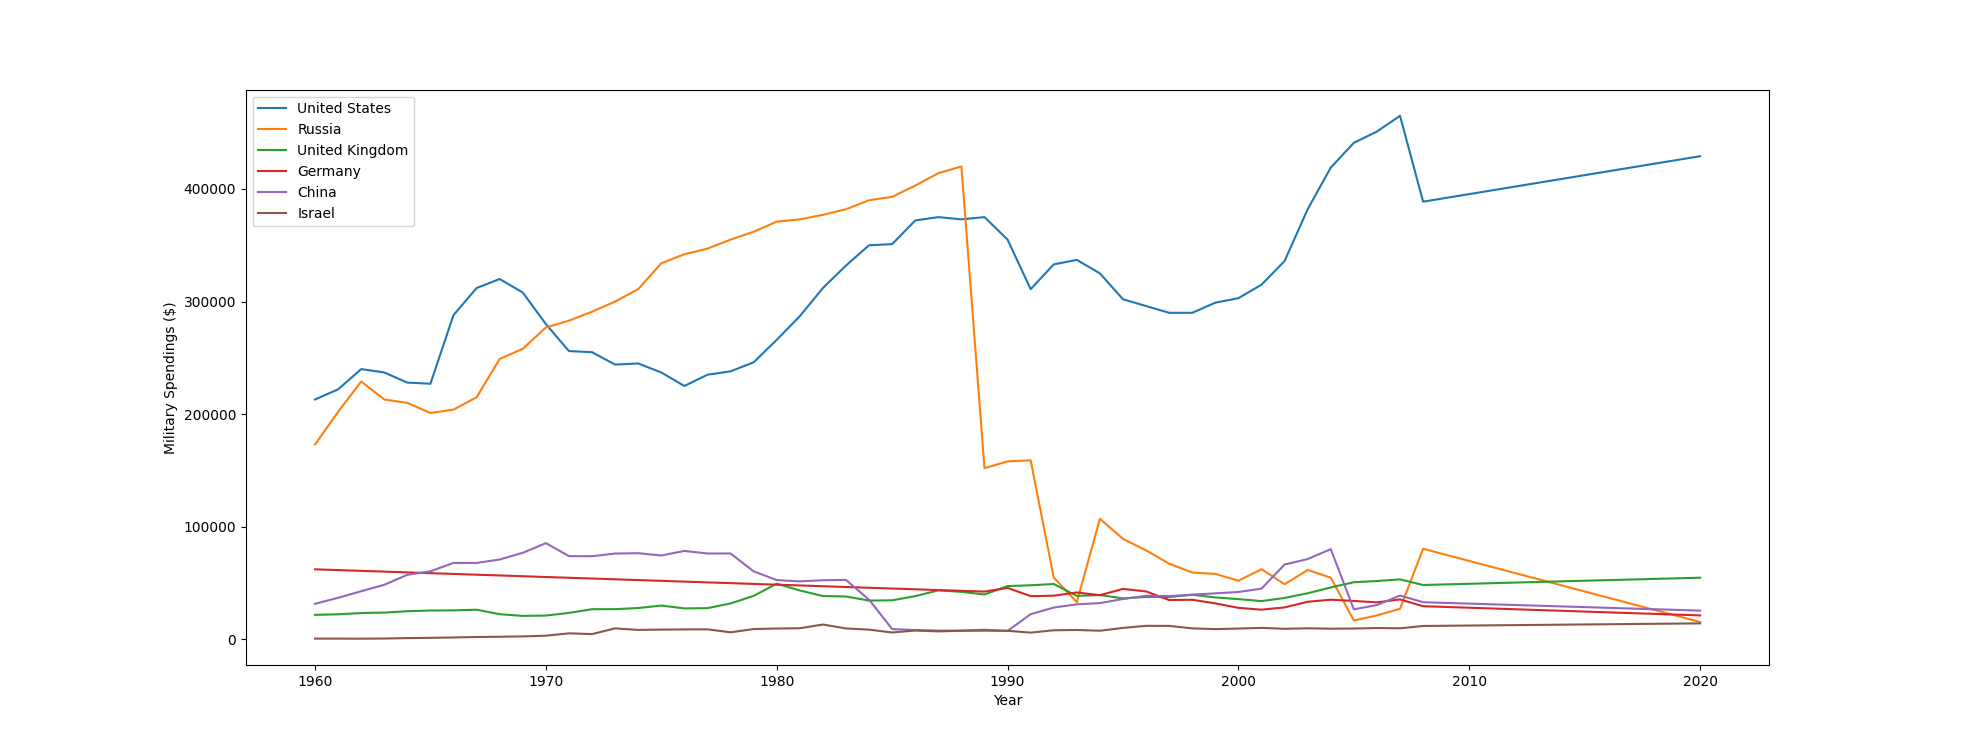 United States
Russia
United Kingdom
Germany
China
Israel
400000
300000
200000
100000
0
Military Spendings ($)
1960 1970 1980 1990 2000 2010 2020
Year